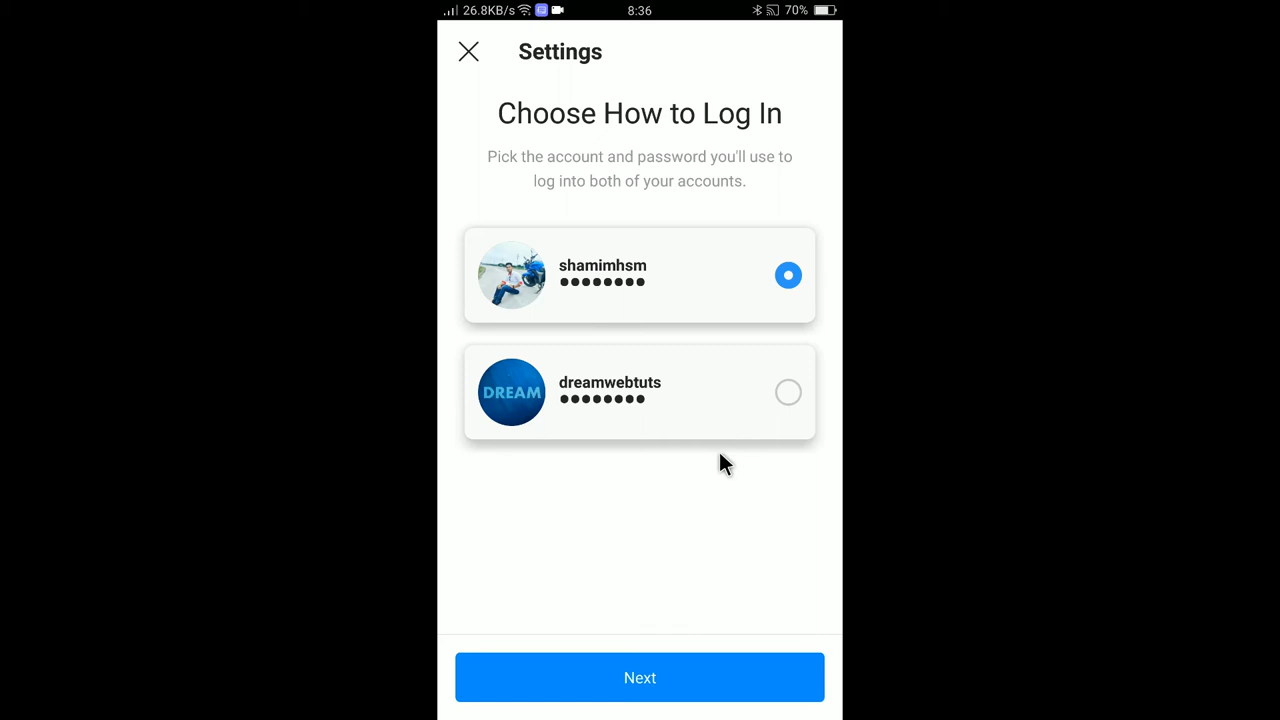 26.8KB/s 8:36 70%
Settings
Choose How to Log In
Pick the account and password you'll use to
log into both of your accounts.
shamimhsm
●●●●●●●●
DREAM
dreamwebtuts
●●●●●●●●
Next